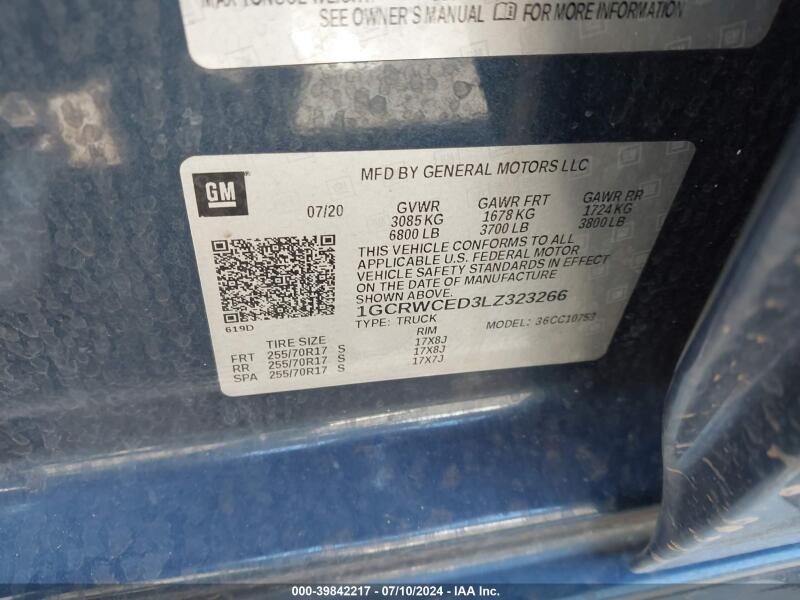 SEE OWNER'S MANUAL FOR MORE INFORMATION
GM
MFD BY GENERAL MOTORS LLC
07/20
GVWR GAWR FRT GAWR RR
3085 KG 1678 KG 1724 KG
6800 LB 3700 LB 3800 LB
THIS VEHICLE CONFORMS TO ALL
APPLICABLE U.S. FEDERAL MOTOR
VEHICLE SAFETY STANDARDS IN EFFECT
ON THE DATE OF MANUFACTURE
SHOWN ABOVE.
1GCRWCED3LZ323266
TYPE: TRUCK MODEL: 36CC10753
619D
TIRE SIZE RIM
FRT 255/70R17 S 17X8J
RR 255/70R17 S 17X8J
SPA 255/70R17 S 17X7J
000-39842217 - 07/10/2024 - IAA Inc.